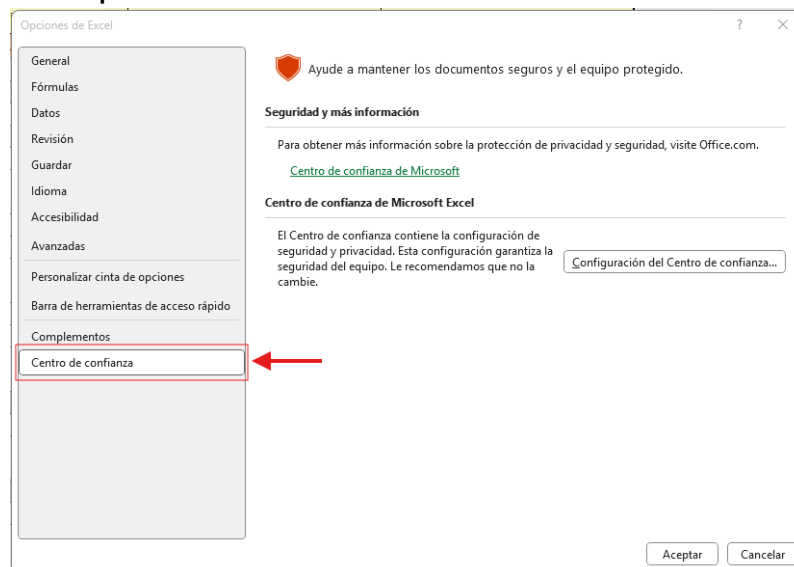 Opciones de Excel ? ×
General
Fórmulas
Datos
Revisión
Guardar
Idioma
Accesibilidad
Avanzadas
Personalizar cinta de opciones
Barra de herramientas de acceso rápido
Complementos
Centro de confianza
Ayude a mantener los documentos seguros y el equipo protegido.
Seguridad y más información
Para obtener más información sobre la protección de privacidad y seguridad, visite Office.com.
Centro de confianza de Microsoft
Centro de confianza de Microsoft Excel
El Centro de confianza contiene la configuración de
seguridad y privacidad. Esta configuración garantiza la
seguridad del equipo. Le recomendamos que no la
cambie.
Configuración del Centro de confianza...
Aceptar
Cancelar